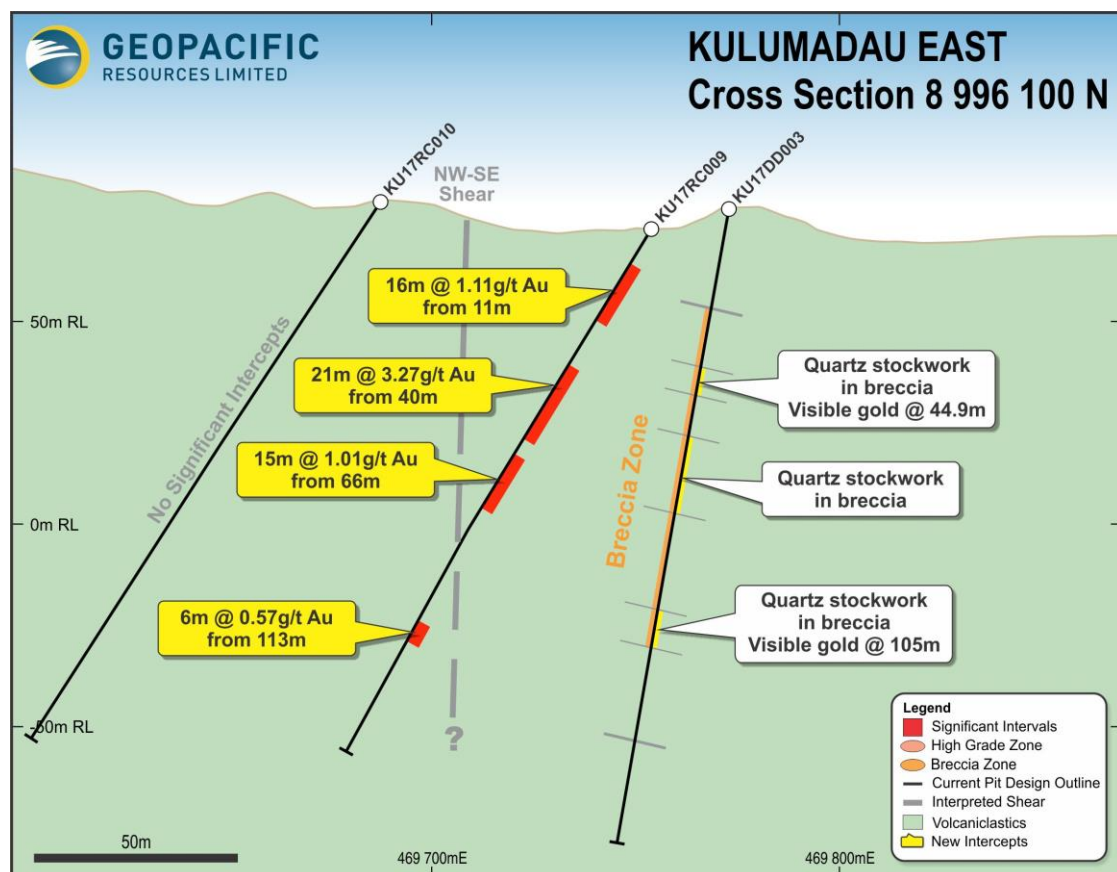 GEOPACIFIC
RESOURCES LIMITED
KULUMADAU EAST
Cross Section 8 996 100 N
KU17RC010
NW-SE
Shear
KU17RC009
KU17DD003
16m @ 1.11g/t Au
from 11m
50m RL
No Significant Intercepts
21m @ 3.27g/t Au
from 40m
Quartz stockwork
in breccia
Visible gold @ 44.9m
15m @ 1.01g/t Au
from 66m
Breccia Zone
Quartz stockwork
in breccia
0m RL
6m @ 0.57g/t Au
from 113m
Quartz stockwork
in breccia
Visible gold @ 105m
-50m RL
?
Legend
Significant Intervals
High Grade Zone
Breccia Zone
Current Pit Design Outline
Interpreted Shear
Volcaniclastics
New Intercepts
50m
469 700mE
469 800mE